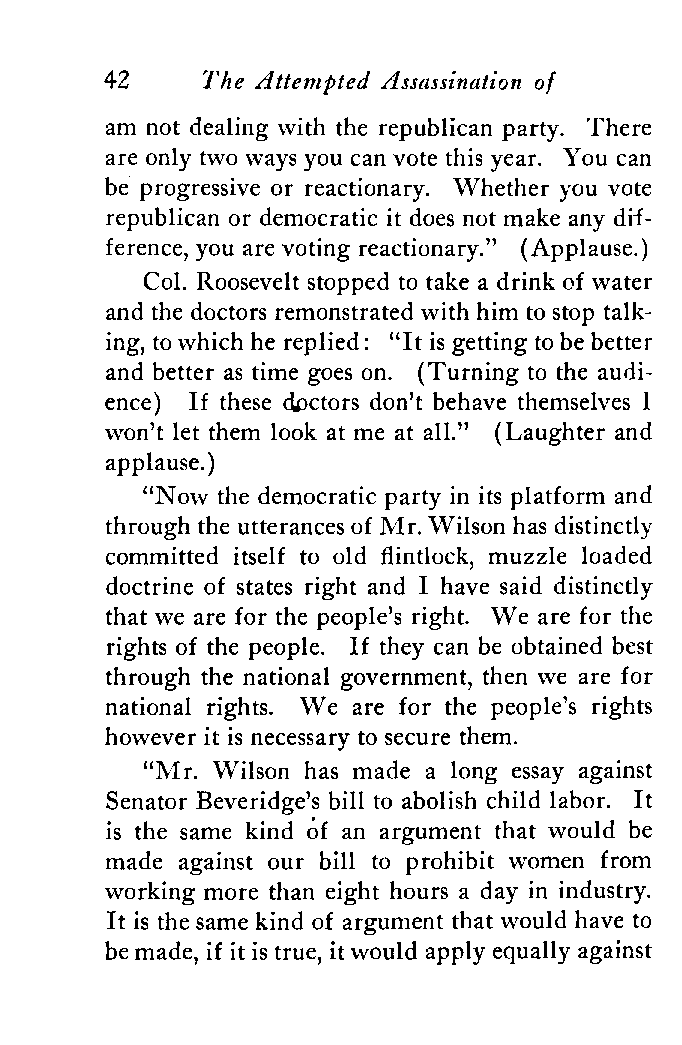 42 The Attempted Assassination of
am not dealing with the republican party. There
are only two ways you can vote this year. You can
be progressive or reactionary. Whether you vote
republican or democratic it does not make any dif-
ference, you are voting reactionary.” (Applause.)
Col. Roosevelt stopped to take a drink of water
and the doctors remonstrated with him to stop talk-
ing, to which he replied: “It is getting to be better
and better as time goes on. (Turning to the audi-
ence) If these doctors don’t behave themselves I
won’t let them look at me at all.” (Laughter and
applause.)
“Now the democratic party in its platform and
through the utterances of Mr. Wilson has distinctly
committed itself to old flintlock, muzzle loaded
doctrine of states right and I have said distinctly
that we are for the people’s right. We are for the
rights of the people. If they can be obtained best
through the national government, then we are for
national rights. We are for the people’s rights
however it is necessary to secure them.
“Mr. Wilson has made a long essay against
Senator Beveridge’s bill to abolish child labor. It
is the same kind of an argument that would be
made against our bill to prohibit women from
working more than eight hours a day in industry.
It is the same kind of argument that would have to
be made, if it is true, it would apply equally against